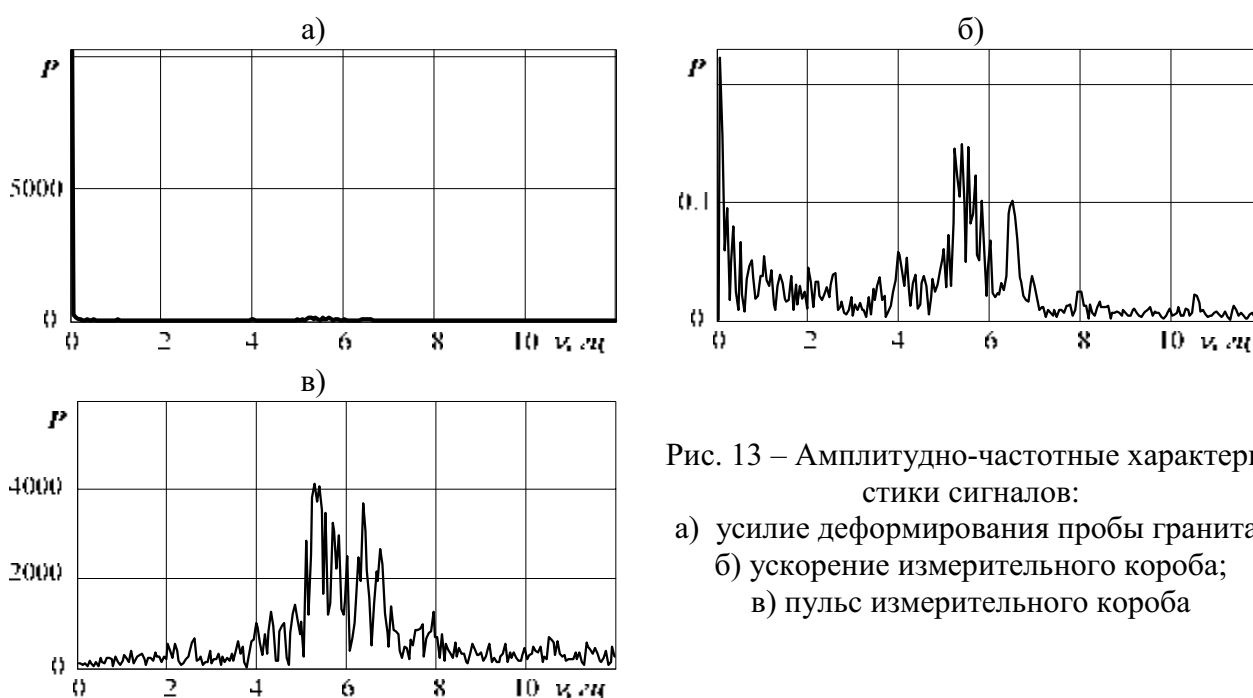 а)
P
5000
0
0 2 4 6 8 10 ν, гц
б)
P
0.1
0
0 2 4 6 8 10 ν, гц
в)
P
4000
2000
0
0 2 4 6 8 10 ν, гц
Рис. 13 – Амплитудно-частотные характери
стики сигналов:
а) усилие деформирования пробы гранита
б) ускорение измерительного короба;
в) пульс измерительного короба